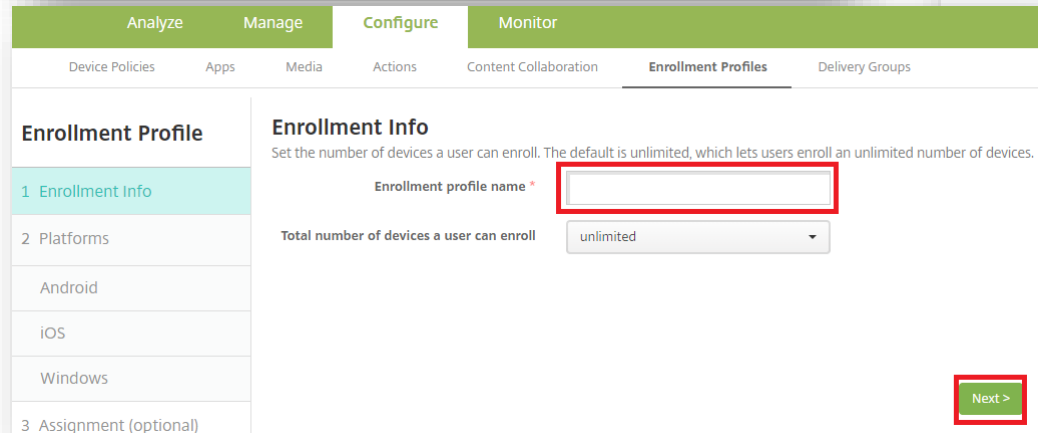 Analyze Manage Configure Monitor
Device Policies Apps Media Actions Content Collaboration Enrollment Profiles Delivery Groups
Enrollment Profile
1 Enrollment Info
2 Platforms
Android
iOS
Windows
3 Assignment (optional)
Enrollment Info
Set the number of devices a user can enroll. The default is unlimited, which lets users enroll an unlimited number of devices.
Enrollment profile name *
Total number of devices a user can enroll unlimited
Next >